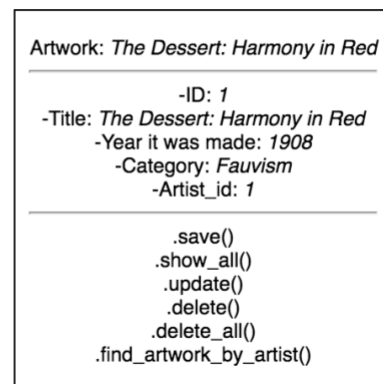 Artwork: The Dessert: Harmony in Red
-ID: 1
-Title: The Dessert: Harmony in Red
-Year it was made: 1908
-Category: Fauvism
-Artist_id: 1
.save()
.show_all()
.update()
.delete()
.delete_all()
.find_artwork_by_artist()